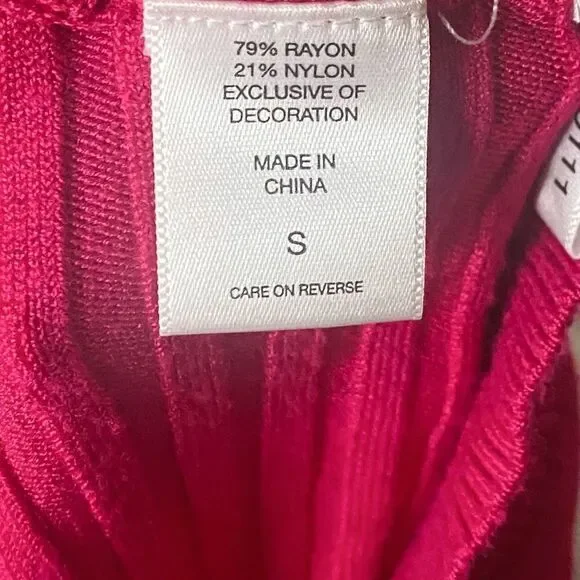 79% RAYON
21% NYLON
EXCLUSIVE OF
DECORATION
MADE IN
CHINA
S
CARE ON REVERSE